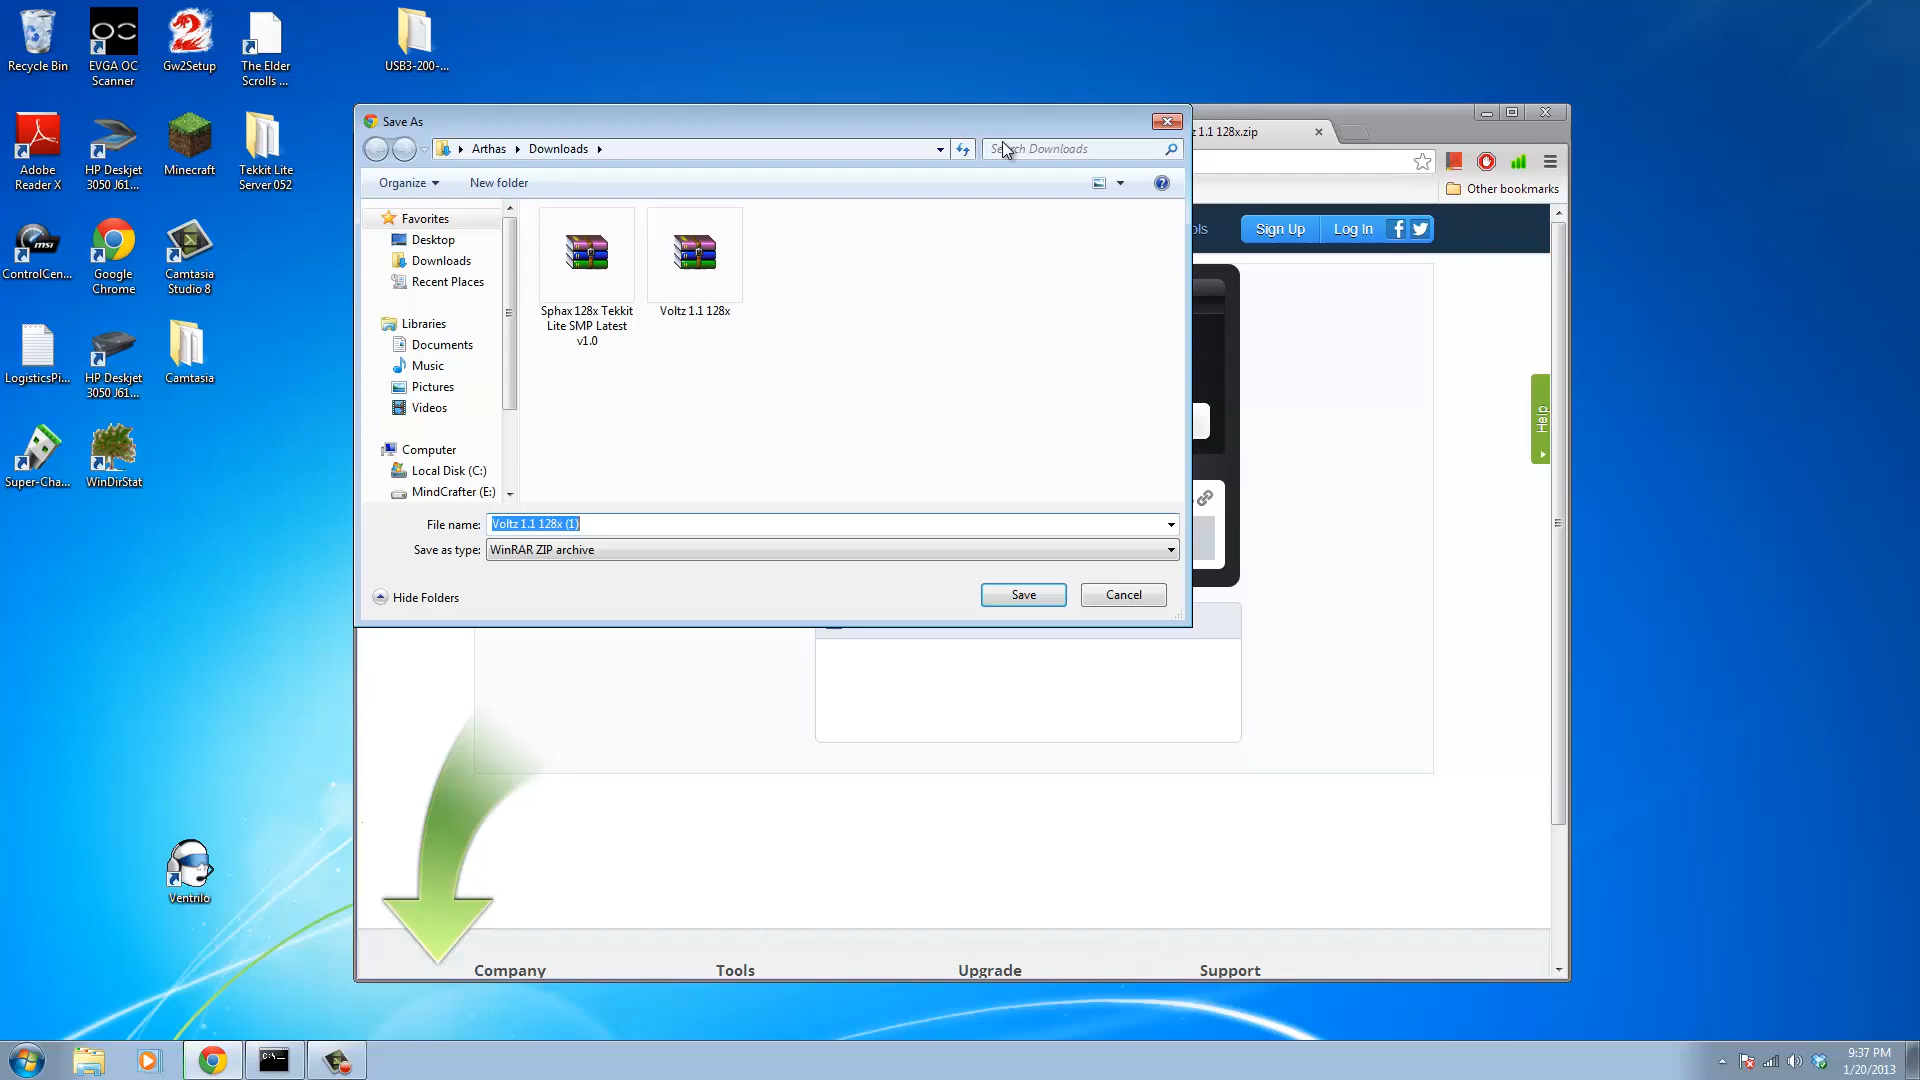 Recycle Bin
EVGA OC
Scanner
Gw2Setup
The Elder
Scrolls ...
USB3-200-...
Adobe
Reader X
HP Deskjet
3050 J61...
Minecraft
Tekkit Lite
Server 052
ControlCen...
Google
Chrome
Camtasia
Studio 8
LogisticsPi...
HP Deskjet
3050 J61...
Camtasia
Super-Cha...
WinDirStat
Ventrilo
Save As
Arthas
Downloads
Search Downloads
Organize
New folder
Favorites
Desktop
Downloads
Recent Places
Libraries
Documents
Music
Pictures
Videos
Computer
Local Disk (C:)
MindCrafter (E:)
Sphax 128x Tekkit
Lite SMP Latest
v1.0
Voltz 1.1 128x
File name:
Voltz 1.1 128x (1)
Save as type:
WinRAR ZIP archive
Hide Folders
Save
Cancel
z 1.1 128x.zip
Other bookmarks
ols
Sign Up
Log In
Help
Company
Tools
Upgrade
Support
9:37 PM
1/20/2013